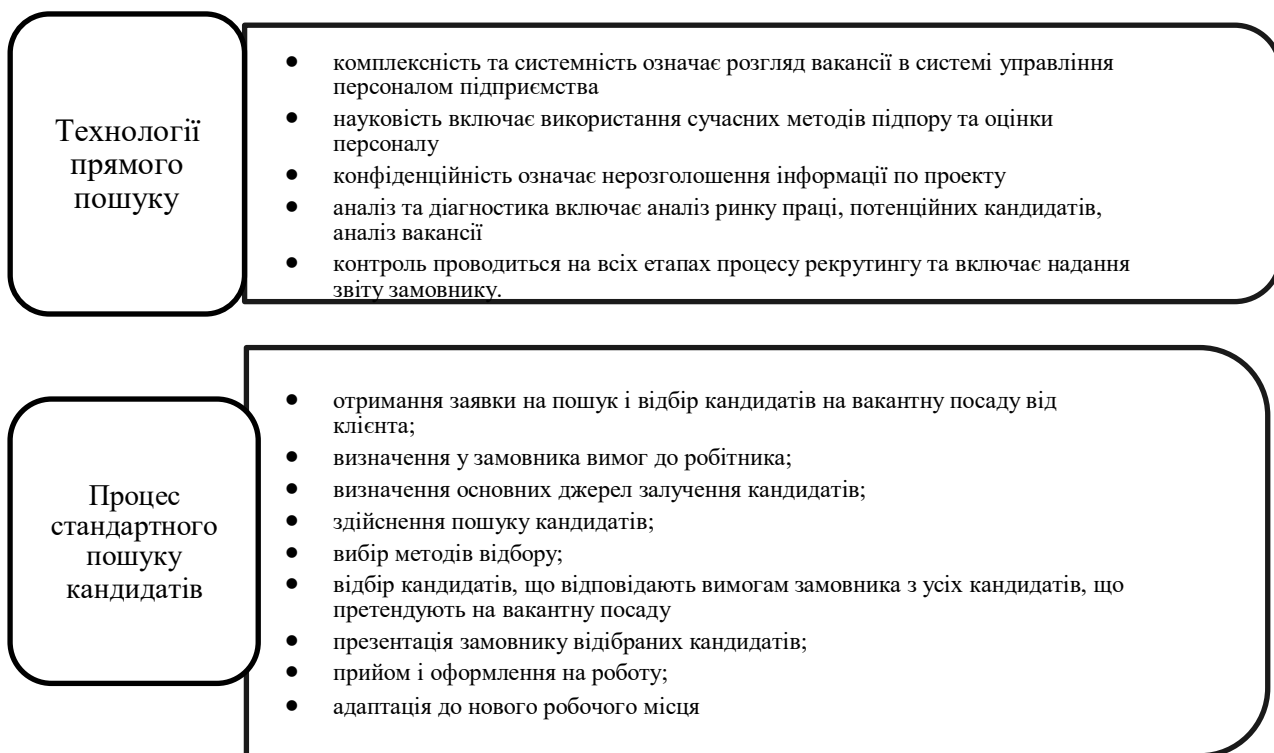 Технології
прямого
пошуку
• комплексність та системність означає розгляд вакансії в системі управління
персоналом підприємства
• науковість включає використання сучасних методів підпору та оцінки
персоналу
• конфіденційність означає нерозголошення інформації по проекту
• аналіз та діагностика включає аналіз ринку праці, потенційних кандидатів,
аналіз вакансії
• контроль проводиться на всіх етапах процесу рекрутингу та включає надання
звіту замовнику.
Процес
стандартного
пошуку
кандидатів
• отримання заявки на пошук і відбір кандидатів на вакантну посаду від
клієнта;
• визначення у замовника вимог до робітника;
• визначення основних джерел залучення кандидатів;
• здійснення пошуку кандидатів;
• вибір методів відбору;
• відбір кандидатів, що відповідають вимогам замовника з усіх кандидатів, що
претендують на вакантну посаду
• презентація замовнику відібраних кандидатів;
• прийом і оформлення на роботу;
• адаптація до нового робочого місця